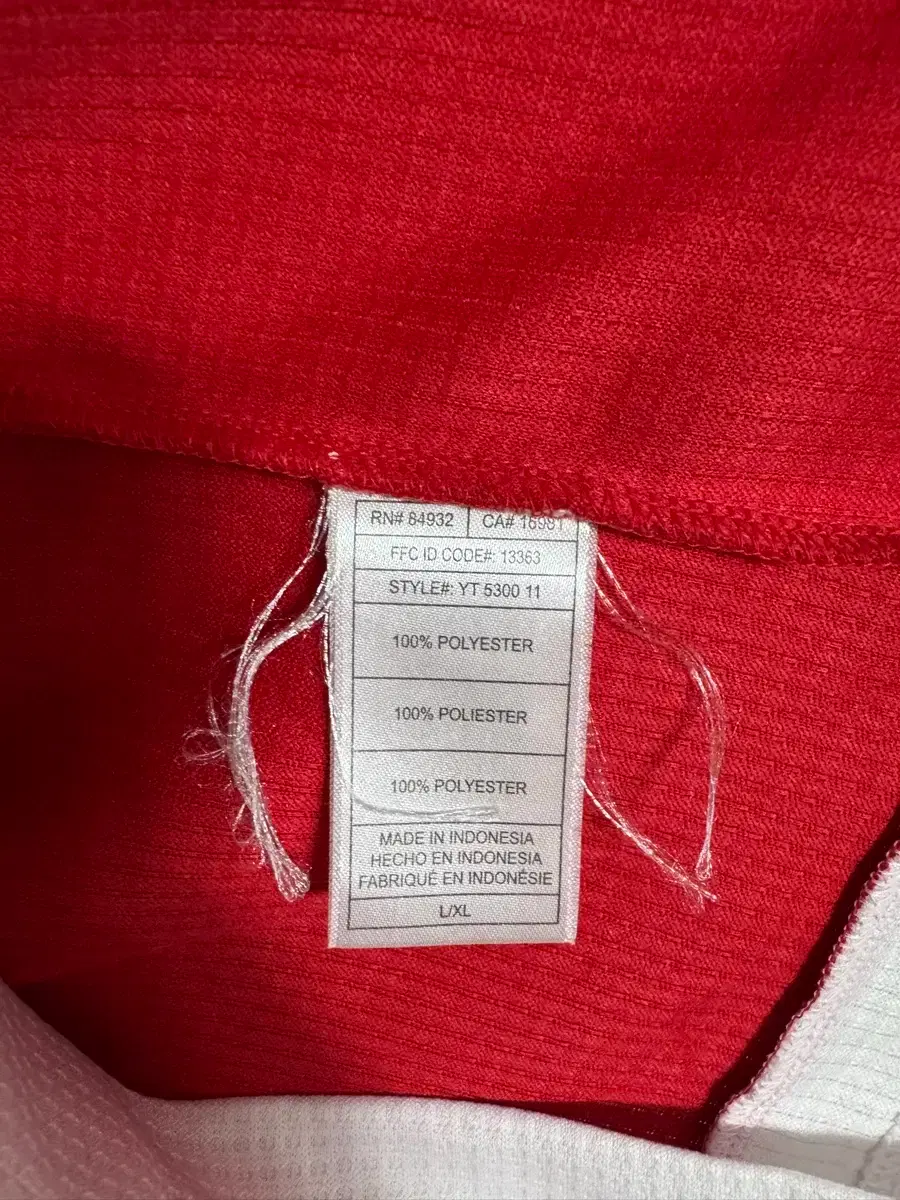 RN# 84932 CA# 16981
FFC ID CODE#: 13363
STYLE#: YT 5300 11
100% POLYESTER
100% POLIESTER
100% POLYESTER
MADE IN INDONESIA
HECHO EN INDONESIA
FABRIQUÉ EN INDONÉSIE
L/XL